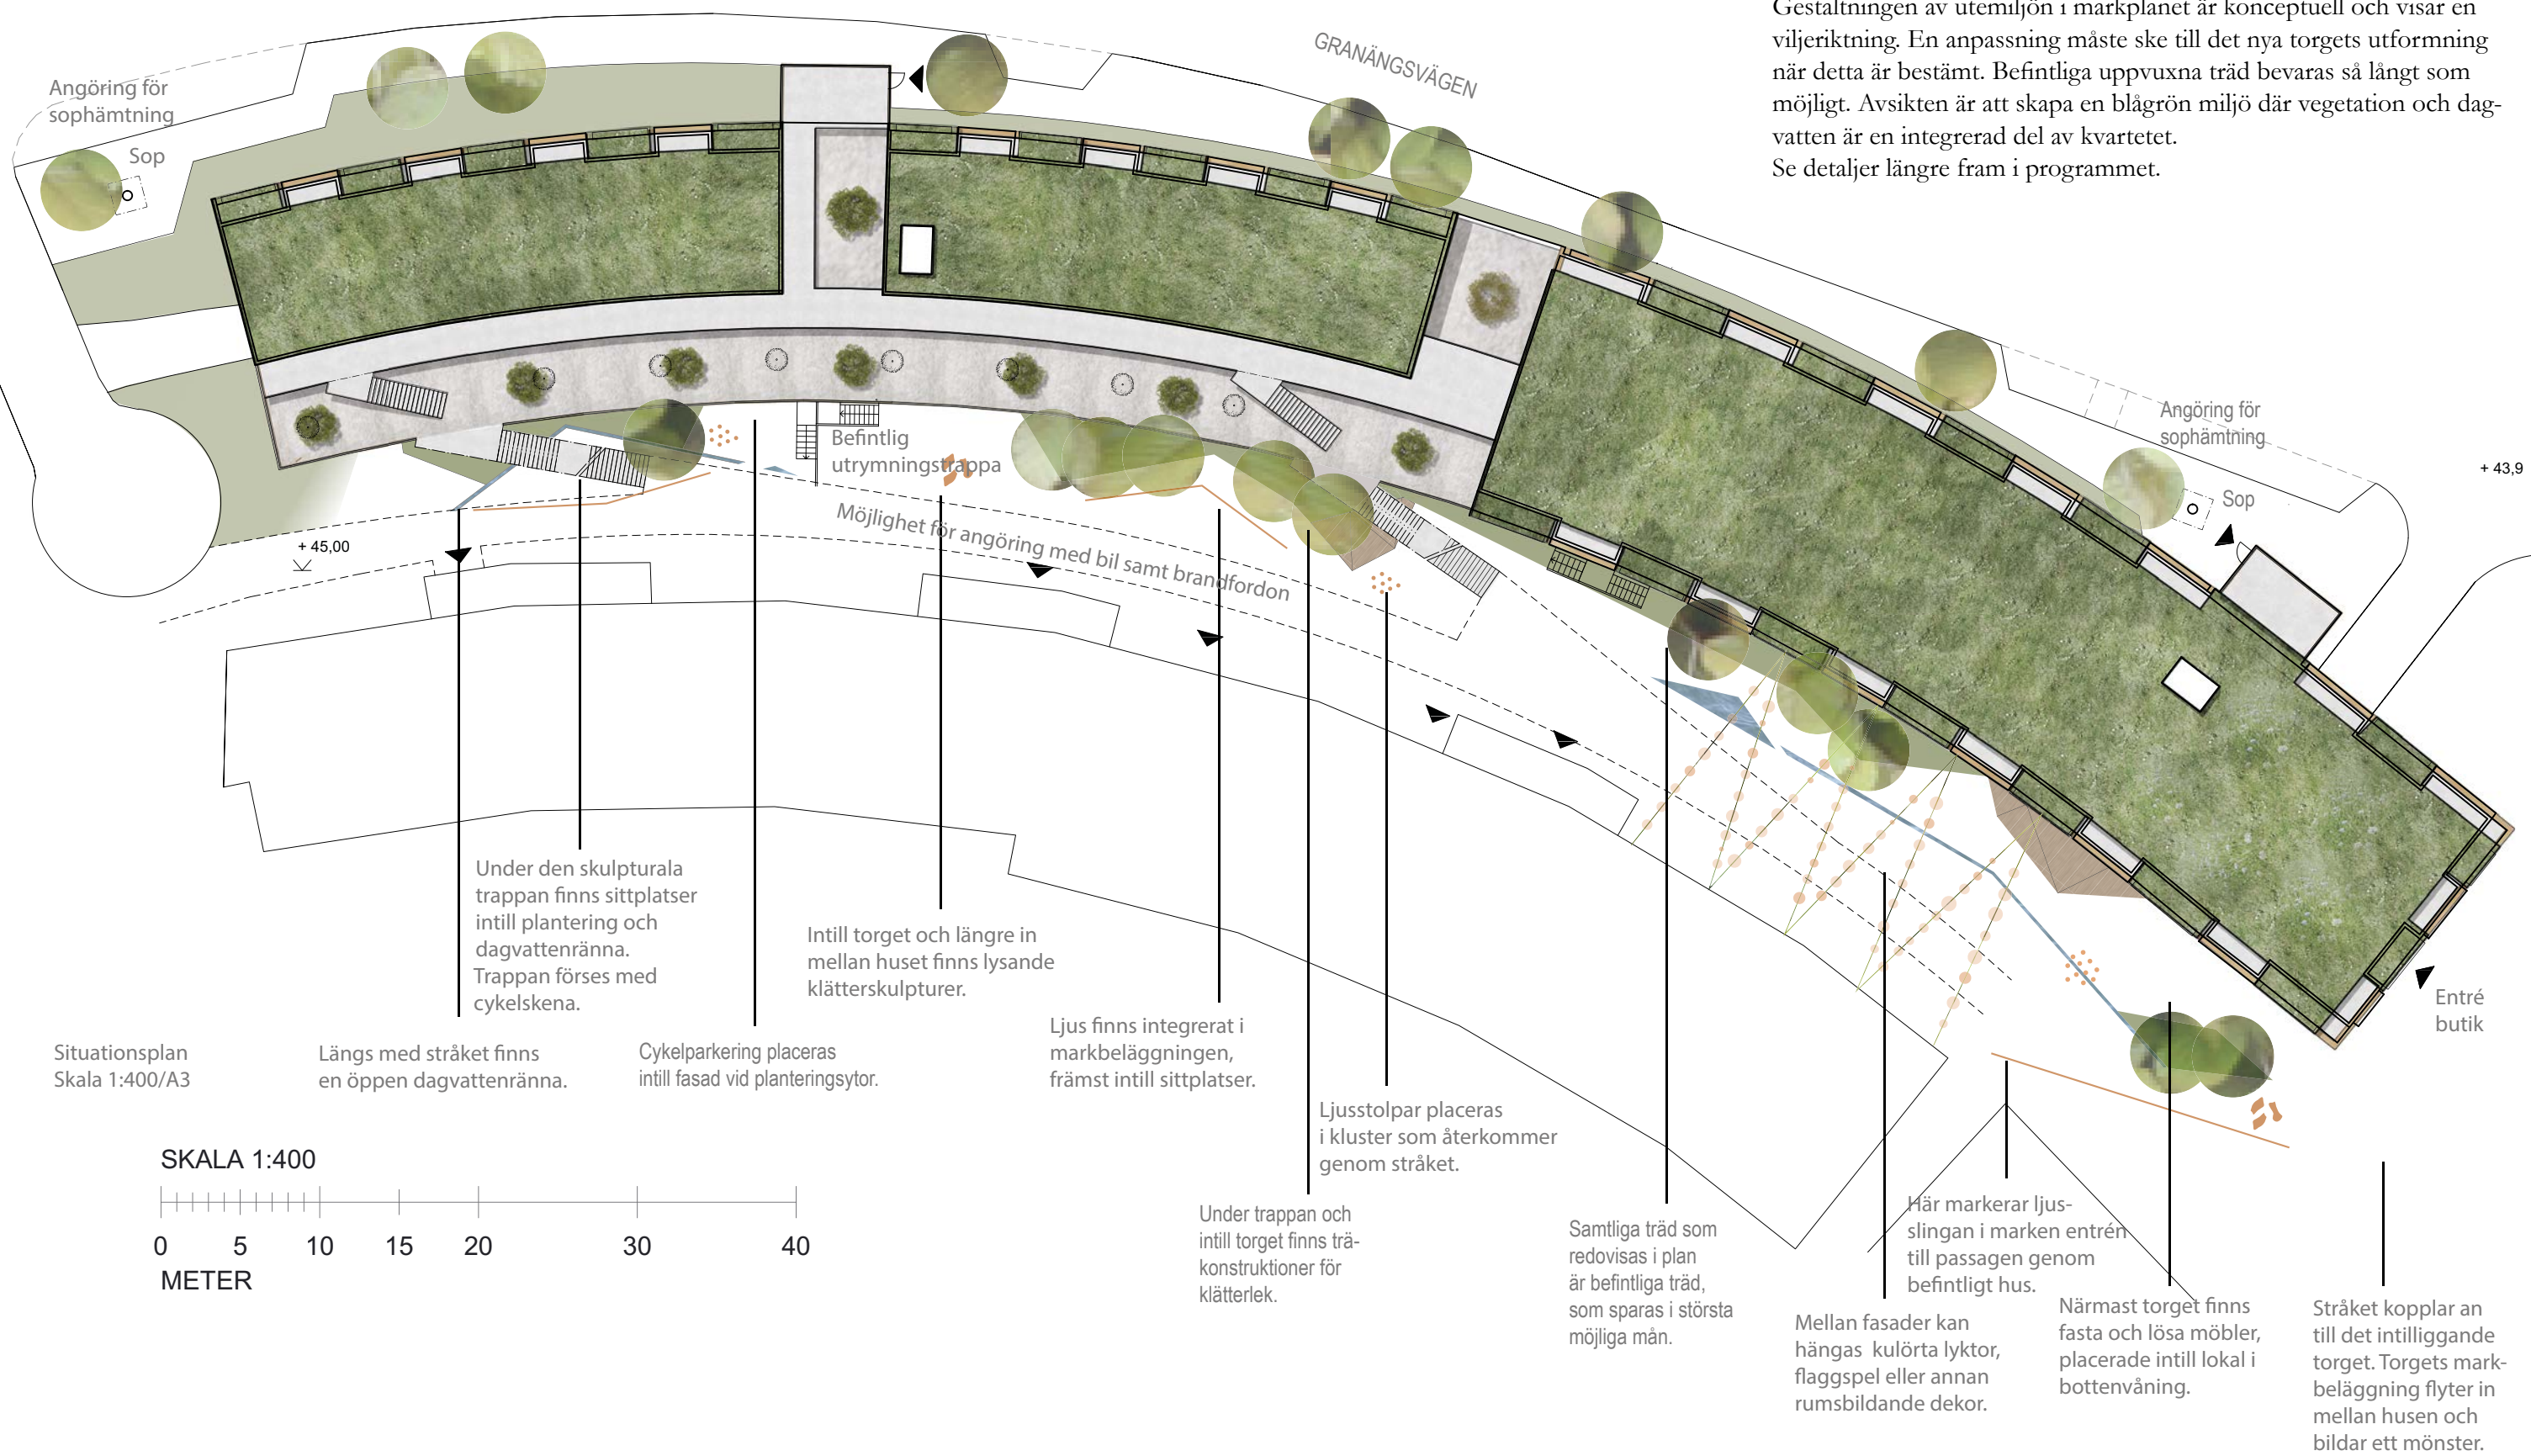 Gestaltningen av utemiljön i markplanet är konceptuell och visar en
viljeriktning. En anpassning måste ske till det nya torgets utformning
när detta är bestämt. Befintliga uppvuxna träd bevaras så långt som
möjligt. Avsikten är att skapa en blågrön miljö där vegetation och dag-
vatten är en integrerad del av kvartetet.
Se detaljer längre fram i programmet.
GRANÄNGSVÄGEN
Angöring för
sophämtning
Sop
Angöring för
sophämtning
Sop
+ 43,9
Befintlig
utrymningstrappa
Möjlighet för angöring med bil samt brandfordon
+ 45,00
Entré
butik
Under den skulpturala
trappan finns sittplatser
intill plantering och
dagvattenränna.
Trappan förses med
cykelskena.
Intill torget och längre in
mellan huset finns lysande
klätterskulpturer.
Situationsplan
Skala 1:400/A3
Längs med stråket finns
en öppen dagvattenränna.
Cykelparkering placeras
intill fasad vid planteringsytor.
Ljus finns integrerat i
markbeläggningen,
främst intill sittplatser.
Ljusstolpar placeras
i kluster som återkommer
genom stråket.
Under trappan och
intill torget finns trä-
konstruktioner för
klätterlek.
Samtliga träd som
redovisas i plan
är befintliga träd,
som sparas i största
möjliga mån.
Här markerar ljus-
slingan i marken entrén
till passagen genom
befintligt hus.
Mellan fasader kan
hängas kulörta lyktor,
flaggspel eller annan
rumsbildande dekor.
Närmast torget finns
fasta och lösa möbler,
placerade intill lokal i
bottenvåning.
Stråket kopplar an
till det intilliggande
torget. Torgets mark-
beläggning flyter in
mellan husen och
bildar ett mönster.
SKALA 1:400
0 5 10 15 20 30 40
METER